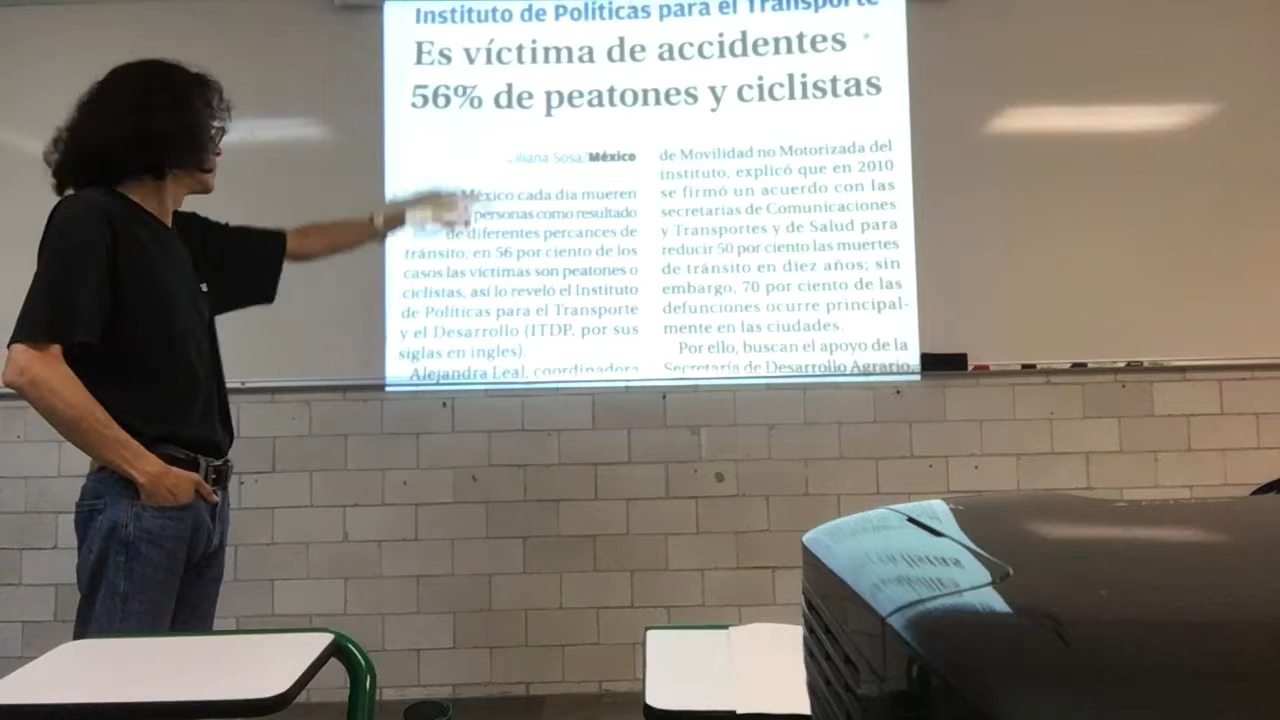 Instituto de Políticas para el Transporte
Es víctima de accidentes
56% de peatones y ciclistas
Liliana Sosa/México
México cada día mueren
personas como resultado
de diferentes percances de
tránsito, en 56 por ciento de los
casos las víctimas son peatones o
ciclistas, así lo reveló el Instituto
de Políticas para el Transporte
y el Desarrollo (ITDP, por sus
siglas en ingles).
Alejandra Leal, coordinadora
de Movilidad no Motorizada del
instituto, explicó que en 2010
se firmó un acuerdo con las
secretarías de Comunicaciones
y Transportes y de Salud para
reducir 50 por ciento las muertes
de tránsito en diez años; sin
embargo, 70 por ciento de las
defunciones ocurre principal-
mente en las ciudades.
Por ello, buscan el apoyo de la
Secretaría de Desarrollo Agrario,